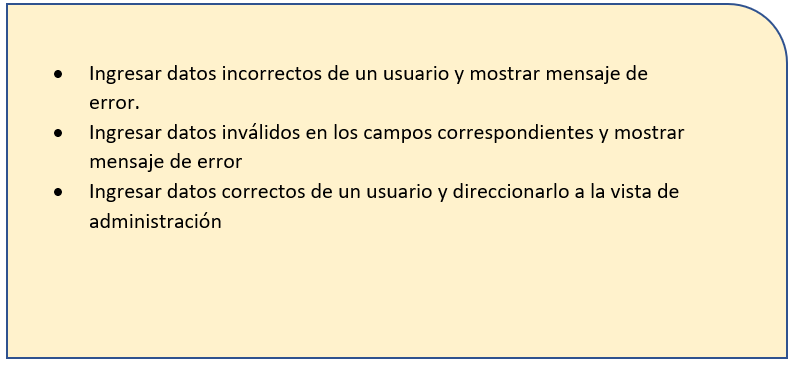 • Ingresar datos incorrectos de un usuario y mostrar mensaje de
error.
• Ingresar datos inválidos en los campos correspondientes y mostrar
mensaje de error
• Ingresar datos correctos de un usuario y direccionarlo a la vista de
administración